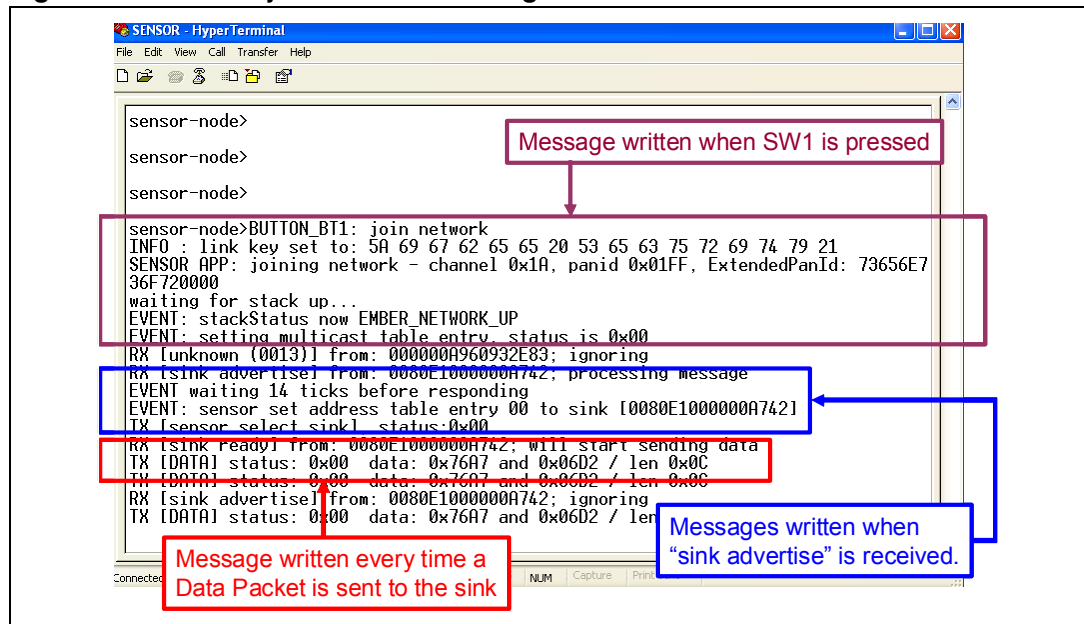 SENSOR - HyperTerminal
File Edit View Call Transfer Help
sensor-node>
Message written when SW1 is pressed
sensor-node>
sensor-node>
sensor-node>BUTTON_BT1: join network
INFO : link key set to: 5A 69 67 62 65 65 20 53 65 63 75 72 69 74 79 21
SENSOR APP: joining network - channel 0x1A, panid 0x01FF, ExtendedPanId: 73656E7
36F720000
waiting for stack up...
EVENT: stackStatus now EMBER_NETWORK_UP
EVENT: setting multicast table entry, status is 0x00
RX [unknown (0013)] from: 000000A960932E83; ignoring
RX [sink advertise] from: 0080E1000000A742; processing message
EVENT waiting 14 ticks before responding
EVENT: sensor set address table entry 00 to sink [0080E1000000A742]
TX [sensor select sink], status:0x00
RX [sink ready] from: 0080E1000000A742; will start sending data
TX [DATA] status: 0x00 data: 0x76A7 and 0x06D2 / len 0x0C
TX [DATA] status: 0x00 data: 0x76A7 and 0x06D2 / len 0x0C
RX [sink advertise] from: 0080E1000000A742; ignoring
TX [DATA] status: 0x00 data: 0x76A7 and 0x06D2 / len
Messages written when
"sink advertise" is received.
Message written every time a
Data Packet is sent to the sink
Connected NUM Capture Print